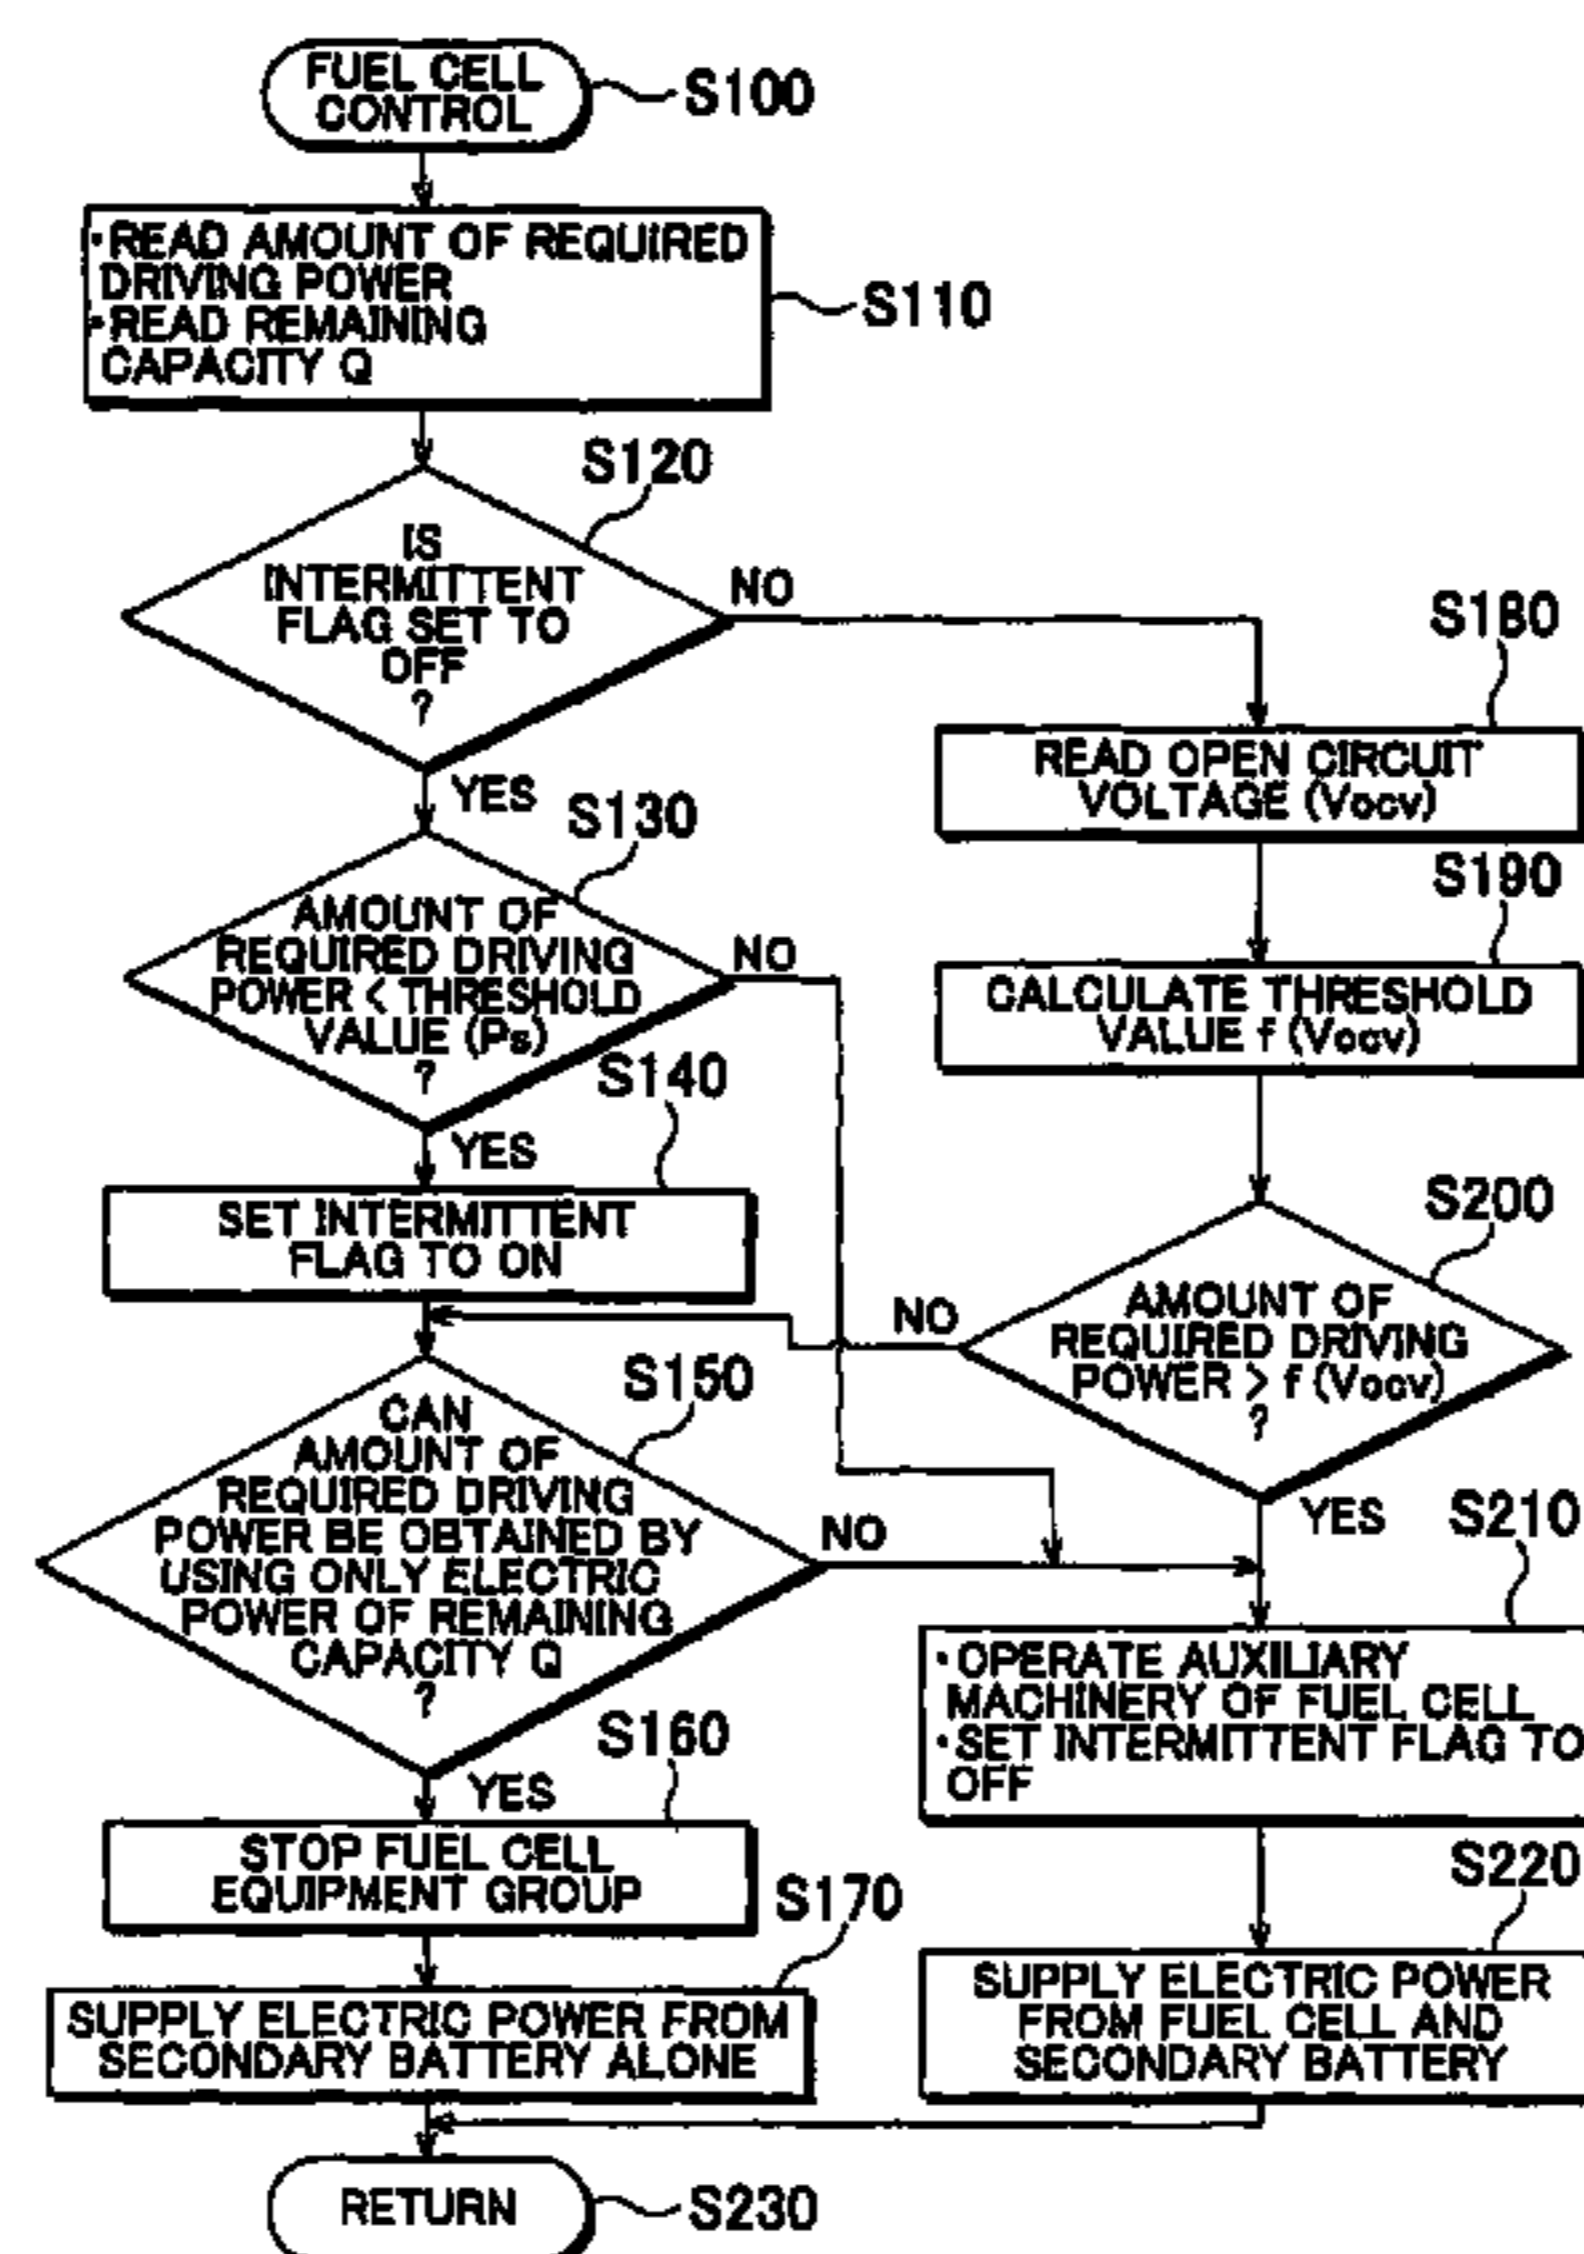 FUEL CELL
CONTROL
S100
·READ AMOUNT OF REQUIRED
DRIVING POWER
·READ REMAINING
CAPACITY Q
S110
S120
IS
INTERMITTENT
FLAG SET TO
OFF
?
NO
YES
S180
READ OPEN CIRCUIT
VOLTAGE (Vocv)
S130
AMOUNT OF
REQUIRED DRIVING
POWER < THRESHOLD
VALUE (Ps)
?
NO
YES
S190
CALCULATE THRESHOLD
VALUE f (Vocv)
S140
SET INTERMITTENT
FLAG TO ON
S200
AMOUNT OF
REQUIRED DRIVING
POWER > f (Vocv)
?
NO
YES
S150
CAN
AMOUNT OF
REQUIRED DRIVING
POWER BE OBTAINED BY
USING ONLY ELECTRIC
POWER OF REMAINING
CAPACITY Q
?
NO
YES
S210
·OPERATE AUXILIARY
MACHINERY OF FUEL CELL
·SET INTERMITTENT FLAG TO
OFF
S160
STOP FUEL CELL
EQUIPMENT GROUP
S170
SUPPLY ELECTRIC POWER FROM
SECONDARY BATTERY ALONE
S220
SUPPLY ELECTRIC POWER
FROM FUEL CELL AND
SECONDARY BATTERY
RETURN
S230